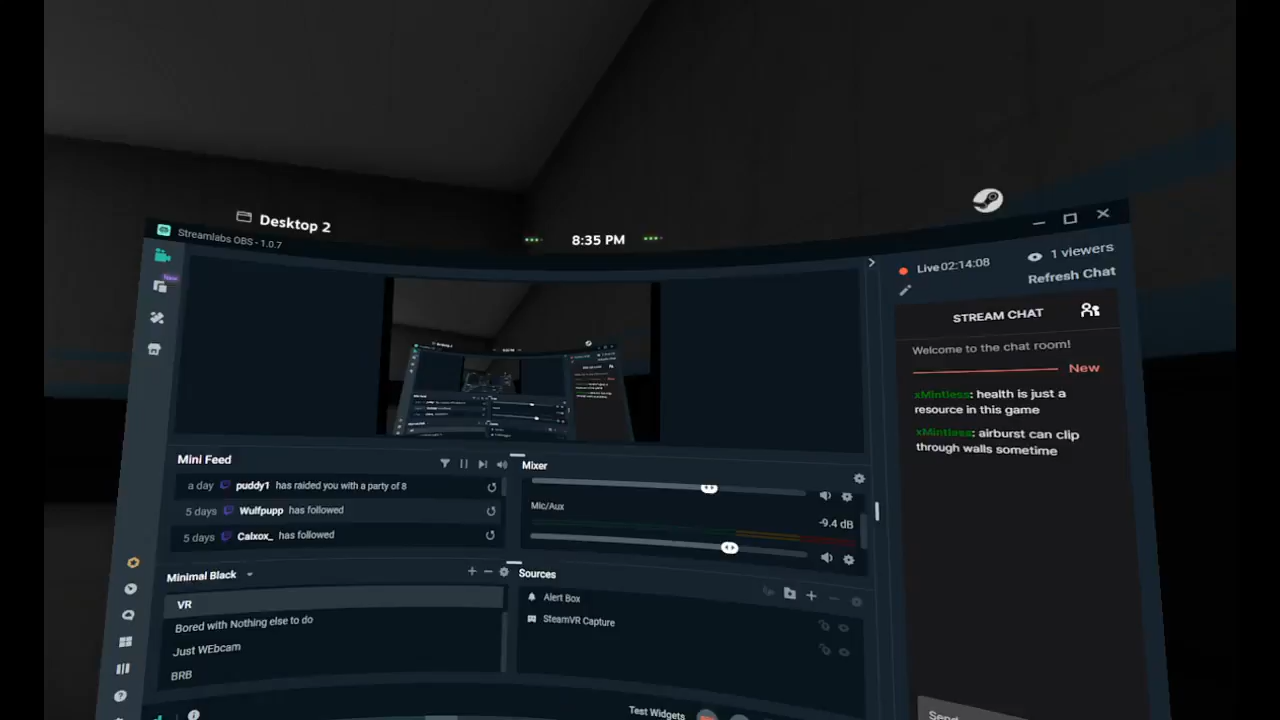 Desktop 2
8:35 PM
Streamlabs OBS - 1.0.7
New
Live 02:14:08
1 viewers
Refresh Chat
STREAM CHAT
Welcome to the chat room!
New
xMintless: health is just a
resource in this game
xMintless: airburst can clip
through walls sometime
Mini Feed
a day puddy1 has raided you with a party of 8
5 days Wulfpupp has followed
5 days Calxox_ has followed
Mixer
Mic/Aux
-9.4 dB
Minimal Black
VR
Bored with Nothing else to do
Just WEbcam
BRB
Sources
Alert Box
SteamVR Capture
Test Widgets
Send